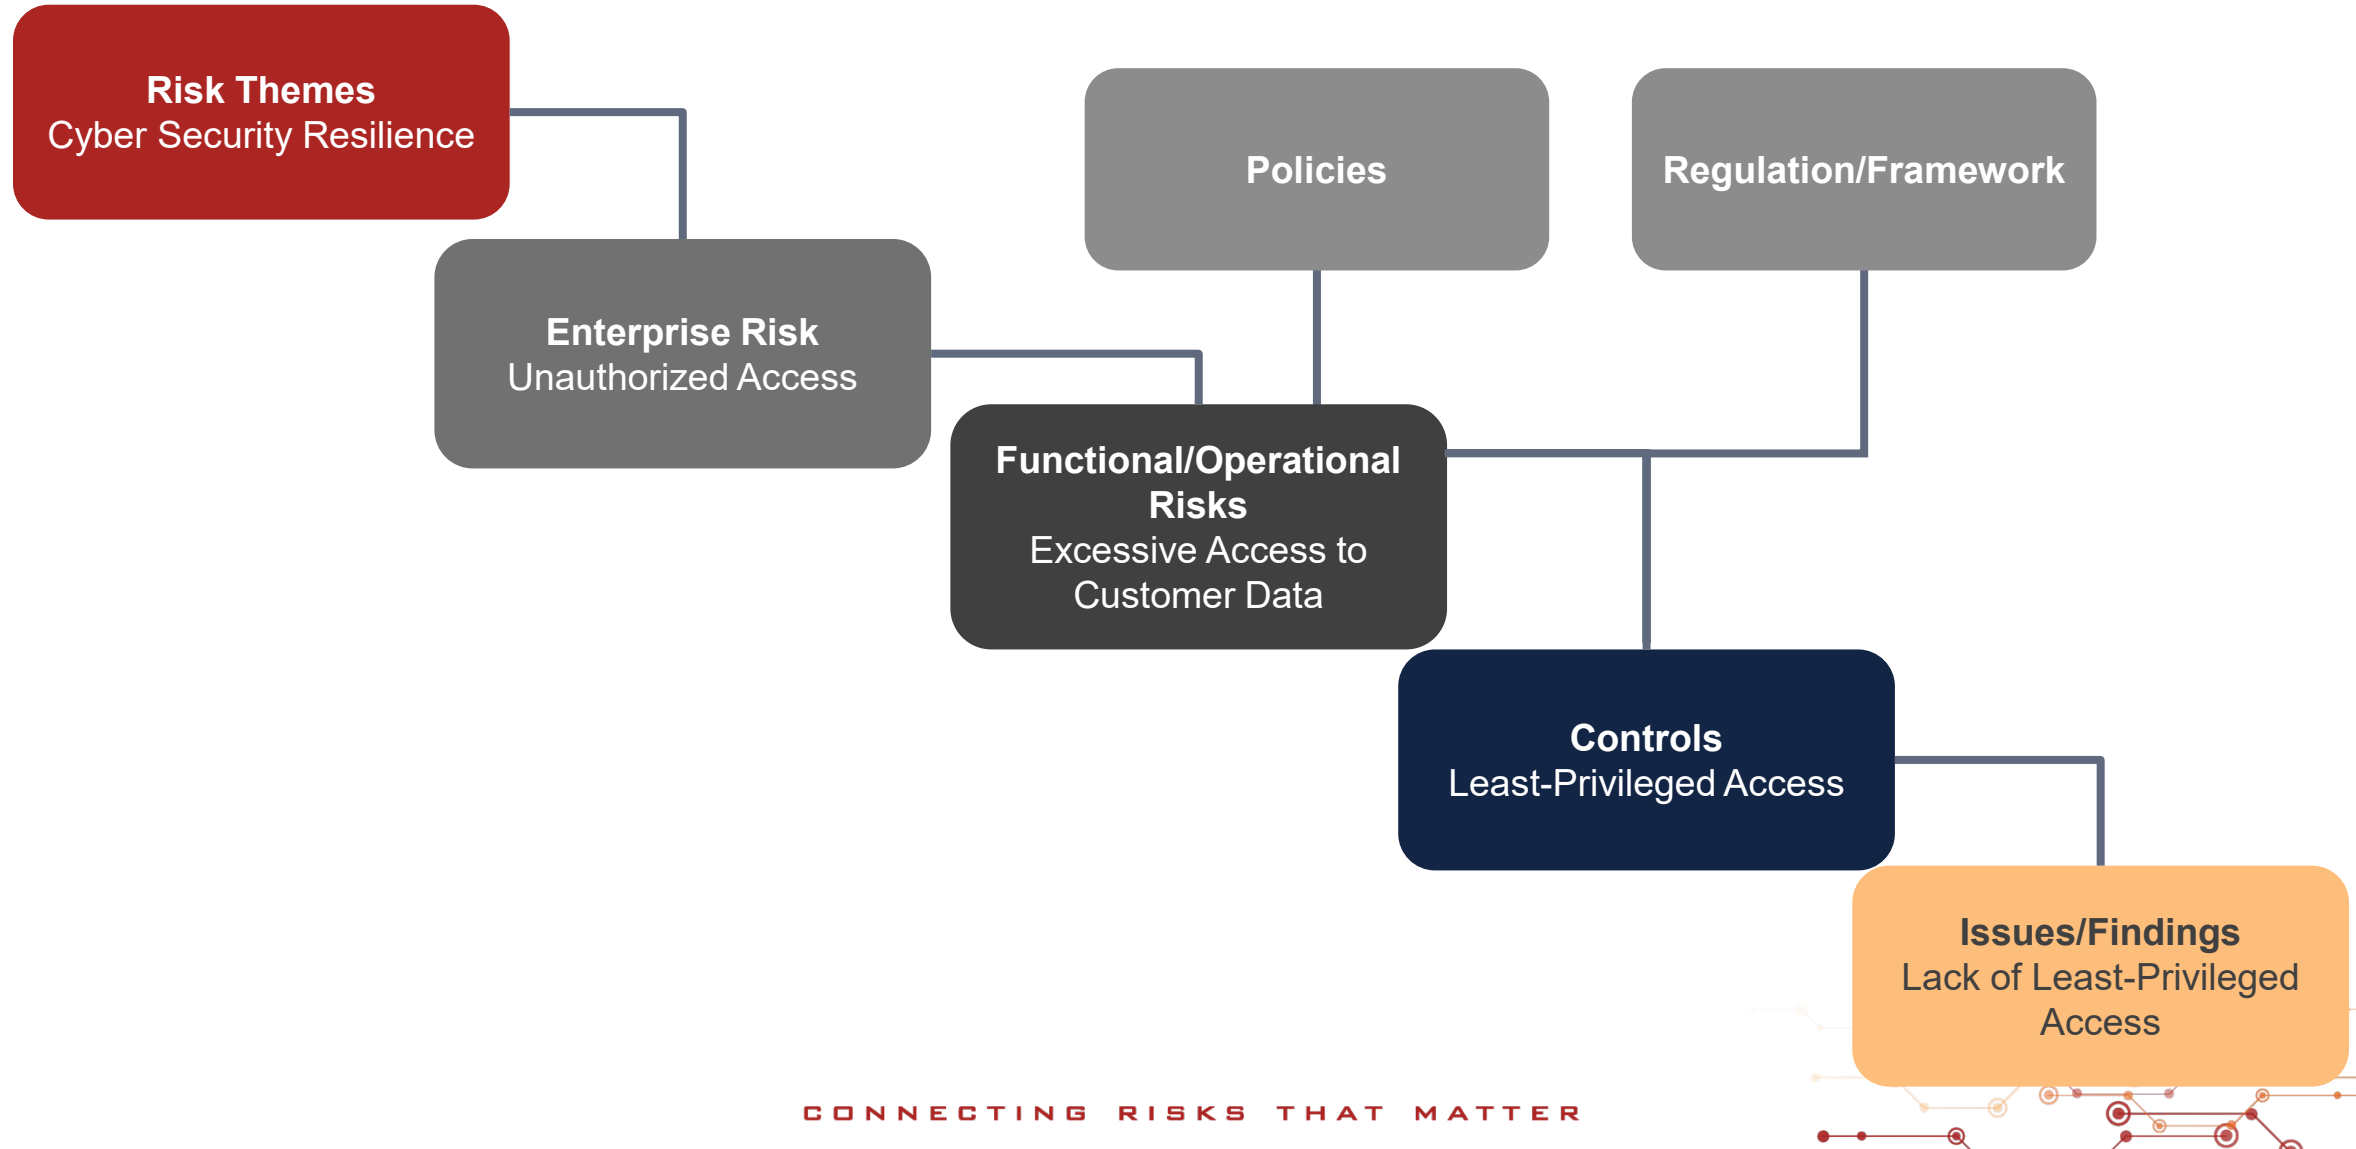 Risk Themes
Cyber Security Resilience
Policies
Regulation/Framework
Enterprise Risk
Unauthorized Access
Functional/Operational
Risks
Excessive Access to
Customer Data
Controls
Least-Privileged Access
Issues/Findings
Lack of Least-Privileged
Access
CONNECTING RISKS THAT MATTER